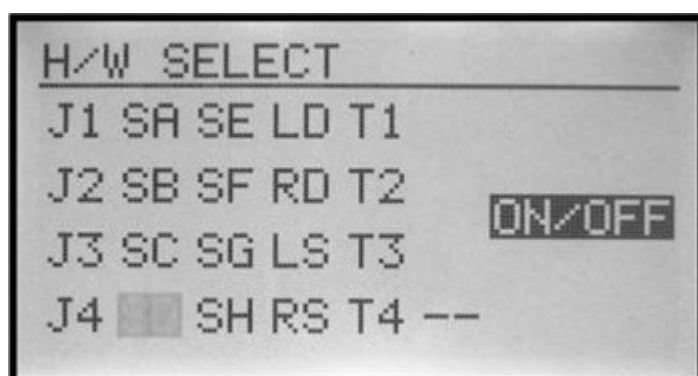 H/W SELECT
J1 SA SE LD T1
J2 SB SF RD T2
ON/OFF
J3 SC SG LS T3
J4 SH RS T4 --